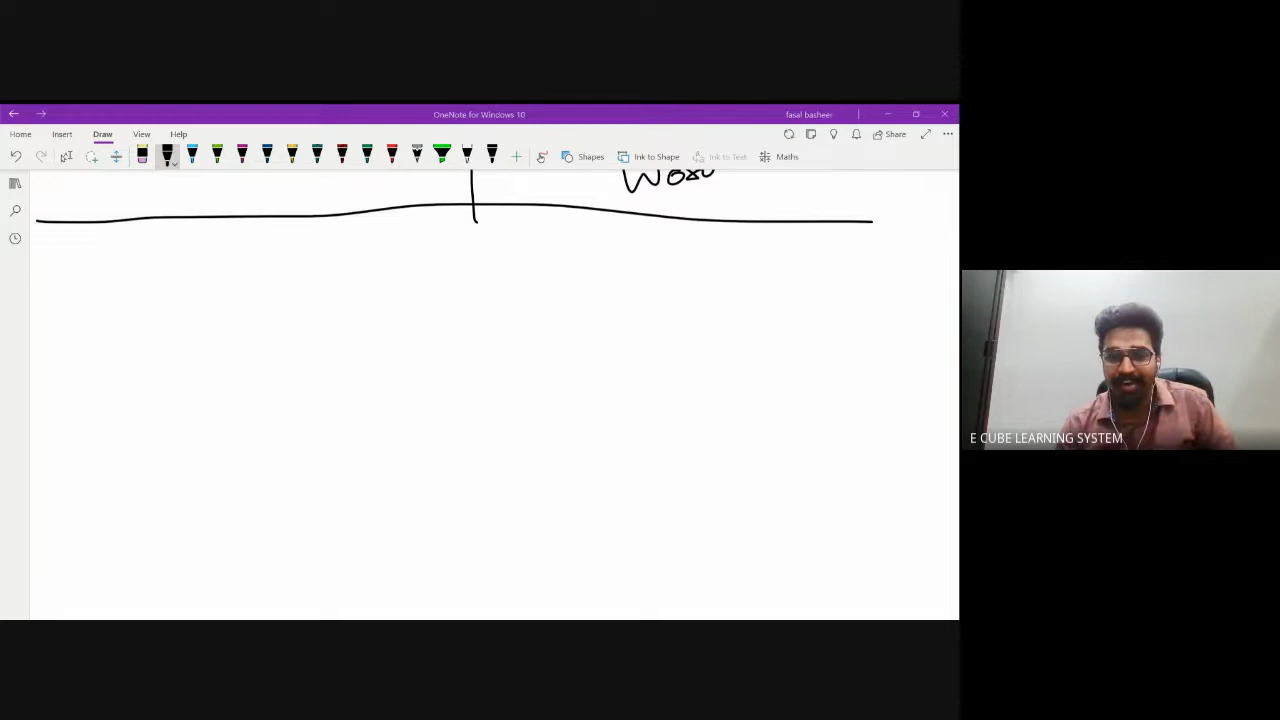 OneNote for Windows 10
fasal basheer
Home Insert Draw View Help
Share
Shapes Ink to Shape Ink to Text Maths
E CUBE LEARNING SYSTEM